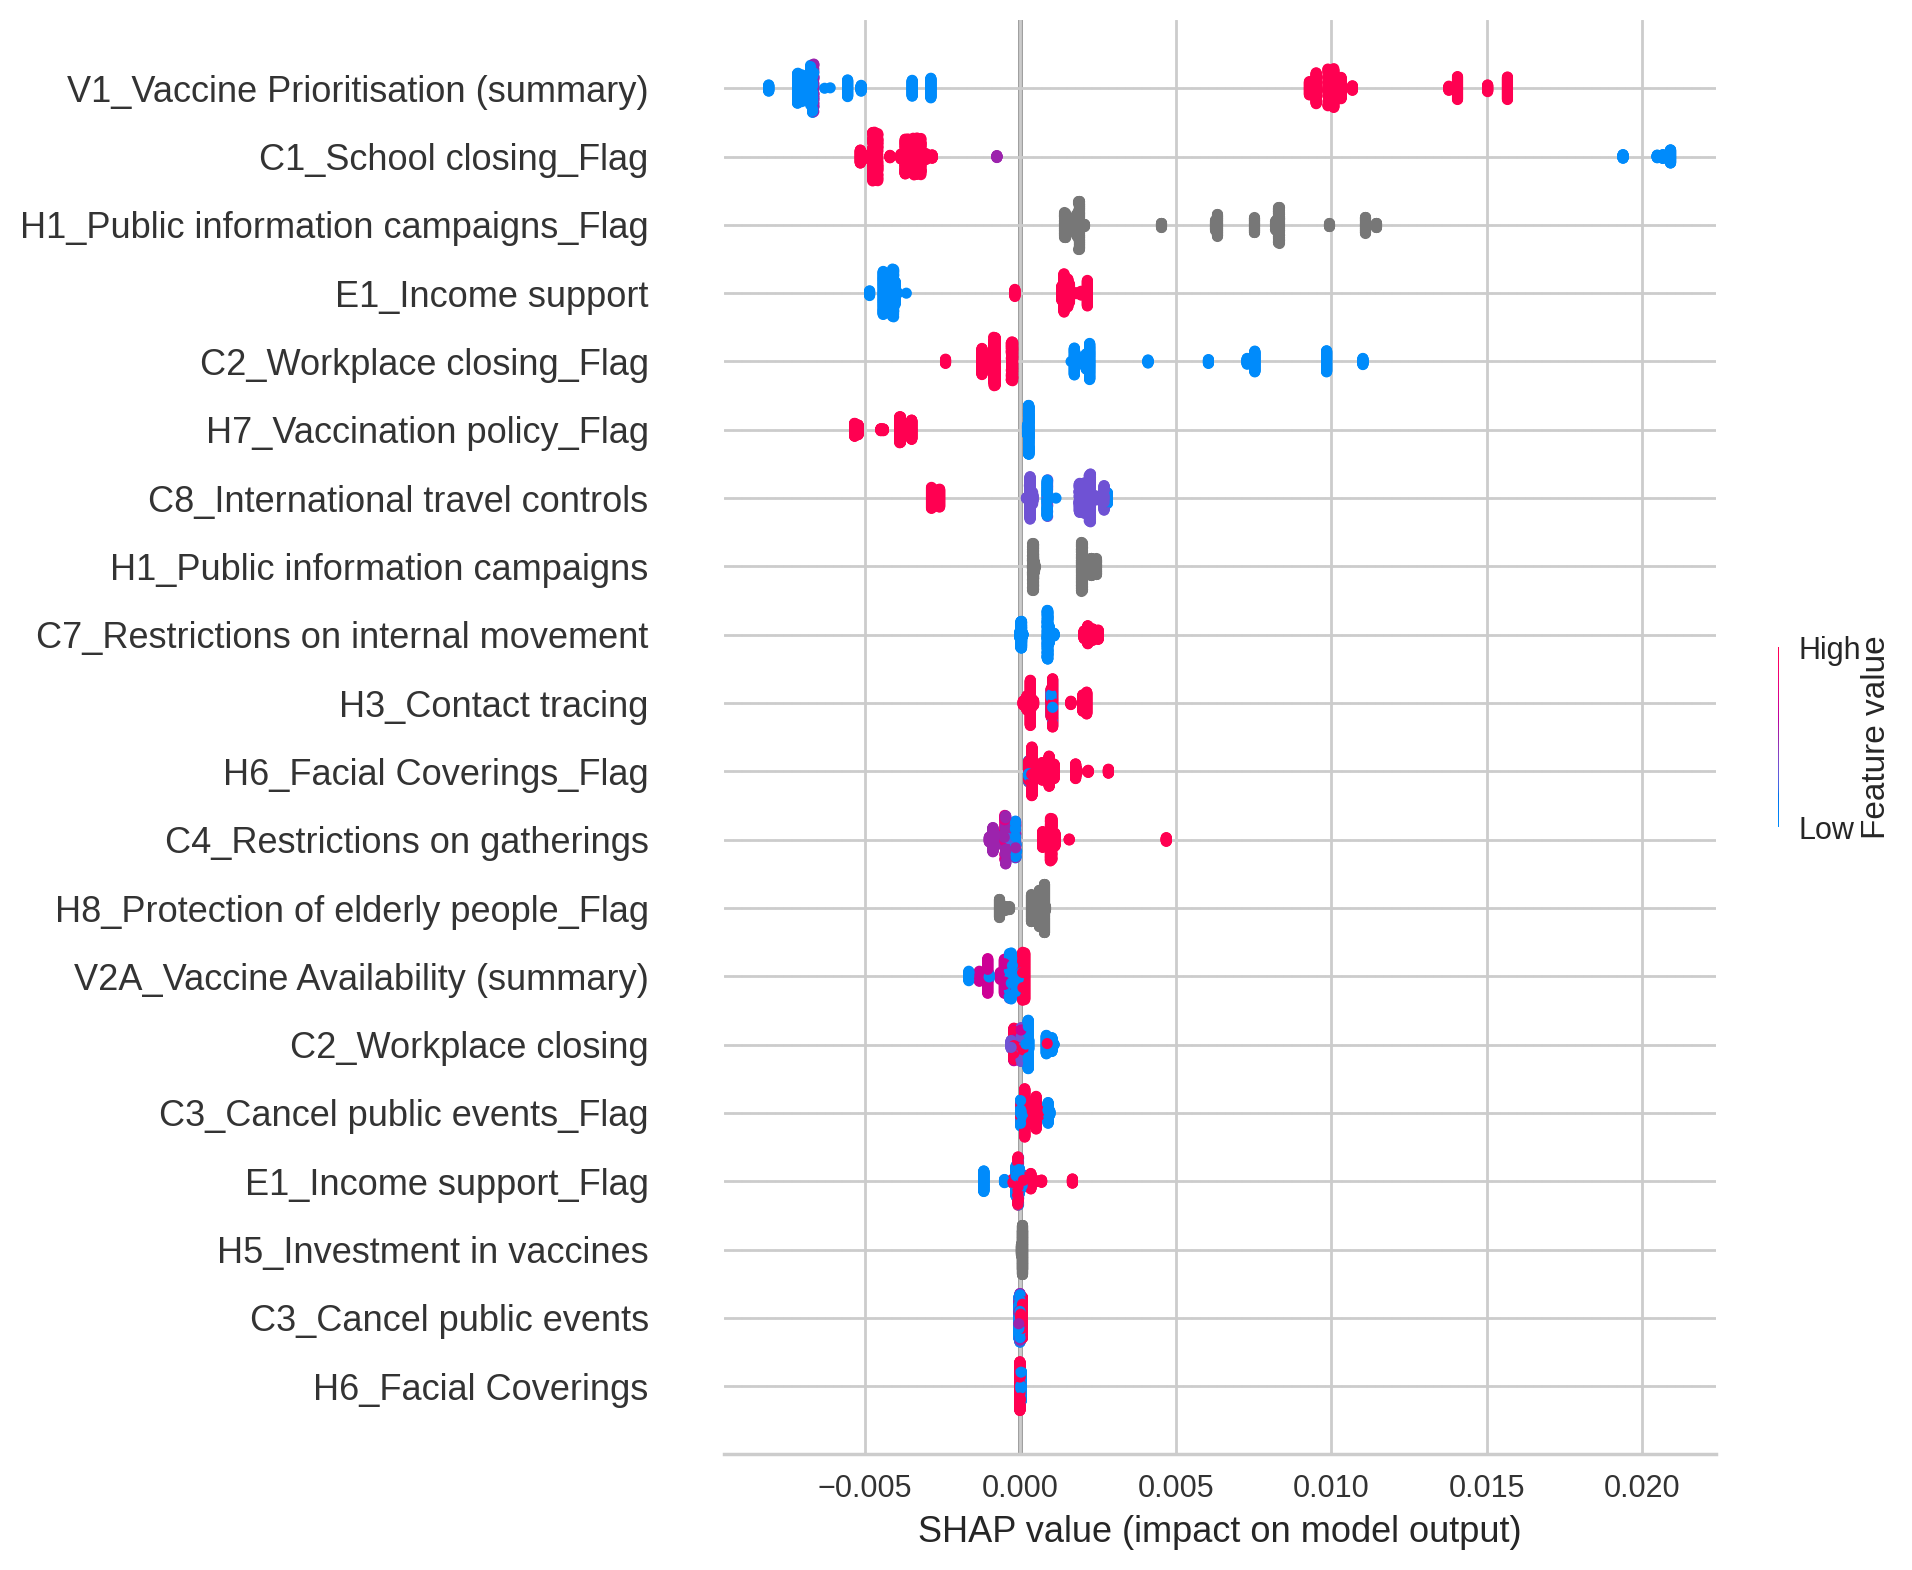 V1_Vaccine Prioritisation (summary)
C1_School closing_Flag
H1_Public information campaigns_Flag
E1_Income support
C2_Workplace closing_Flag
H7_Vaccination policy_Flag
C8_International travel controls
H1_Public information campaigns
C7_Restrictions on internal movement
H3_Contact tracing
H6_Facial Coverings_Flag
C4_Restrictions on gatherings
H8_Protection of elderly people_Flag
V2A_Vaccine Availability (summary)
C2_Workplace closing
C3_Cancel public events_Flag
E1_Income support_Flag
H5_Investment in vaccines
C3_Cancel public events
H6_Facial Coverings
−0.005 0.000 0.005 0.010 0.015 0.020
SHAP value (impact on model output)
High
Low
Feature value